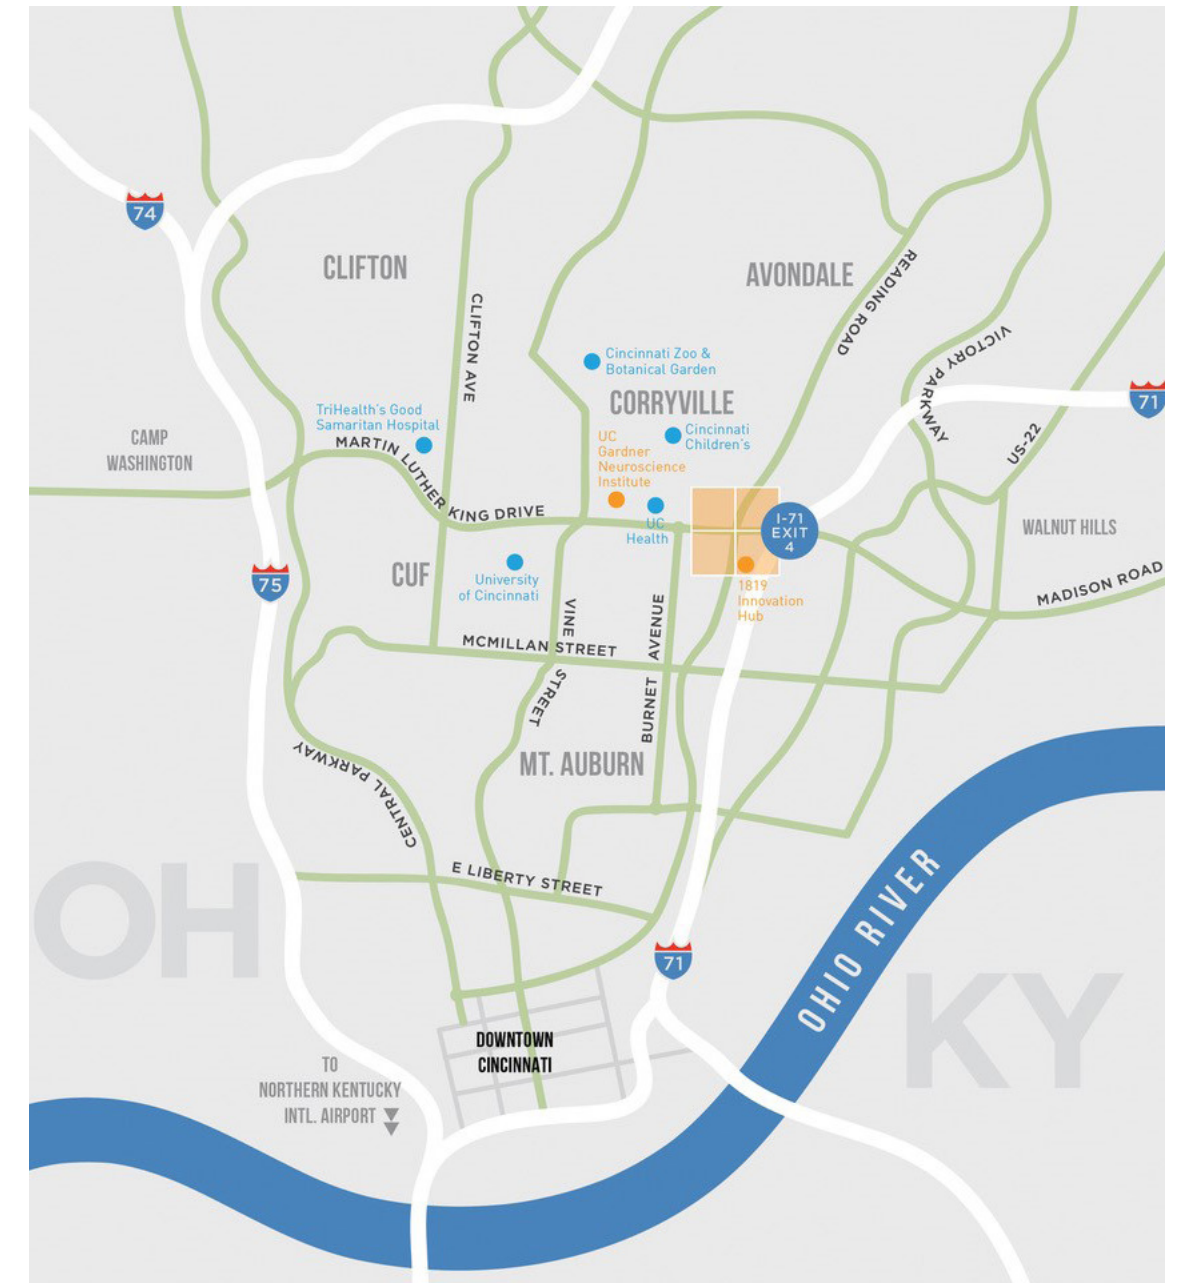 74
CLIFTON
AVONDALE
READING ROAD
CLIFTON AVE
VICTORY PARKWAY
Cincinnati Zoo &
Botanical Garden
CORRYVILLE
71
TriHealth's Good
Samaritan Hospital
CAMP
WASHINGTON
MARTIN LUTHER KING DRIVE
UC
Gardner
Neuroscience
Institute
Cincinnati
Children's
US-22
UC
Health
I-71
EXIT
4
WALNUT HILLS
CUF
75
University
of Cincinnati
1819
Innovation
Hub
MADISON ROAD
VINE STREET
BURNET AVENUE
MCMILLAN STREET
MT. AUBURN
CENTRAL PARKWAY
E LIBERTY STREET
OH
OHIO RIVER
71
KY
DOWNTOWN
CINCINNATI
TO
NORTHERN KENTUCKY
INTL. AIRPORT